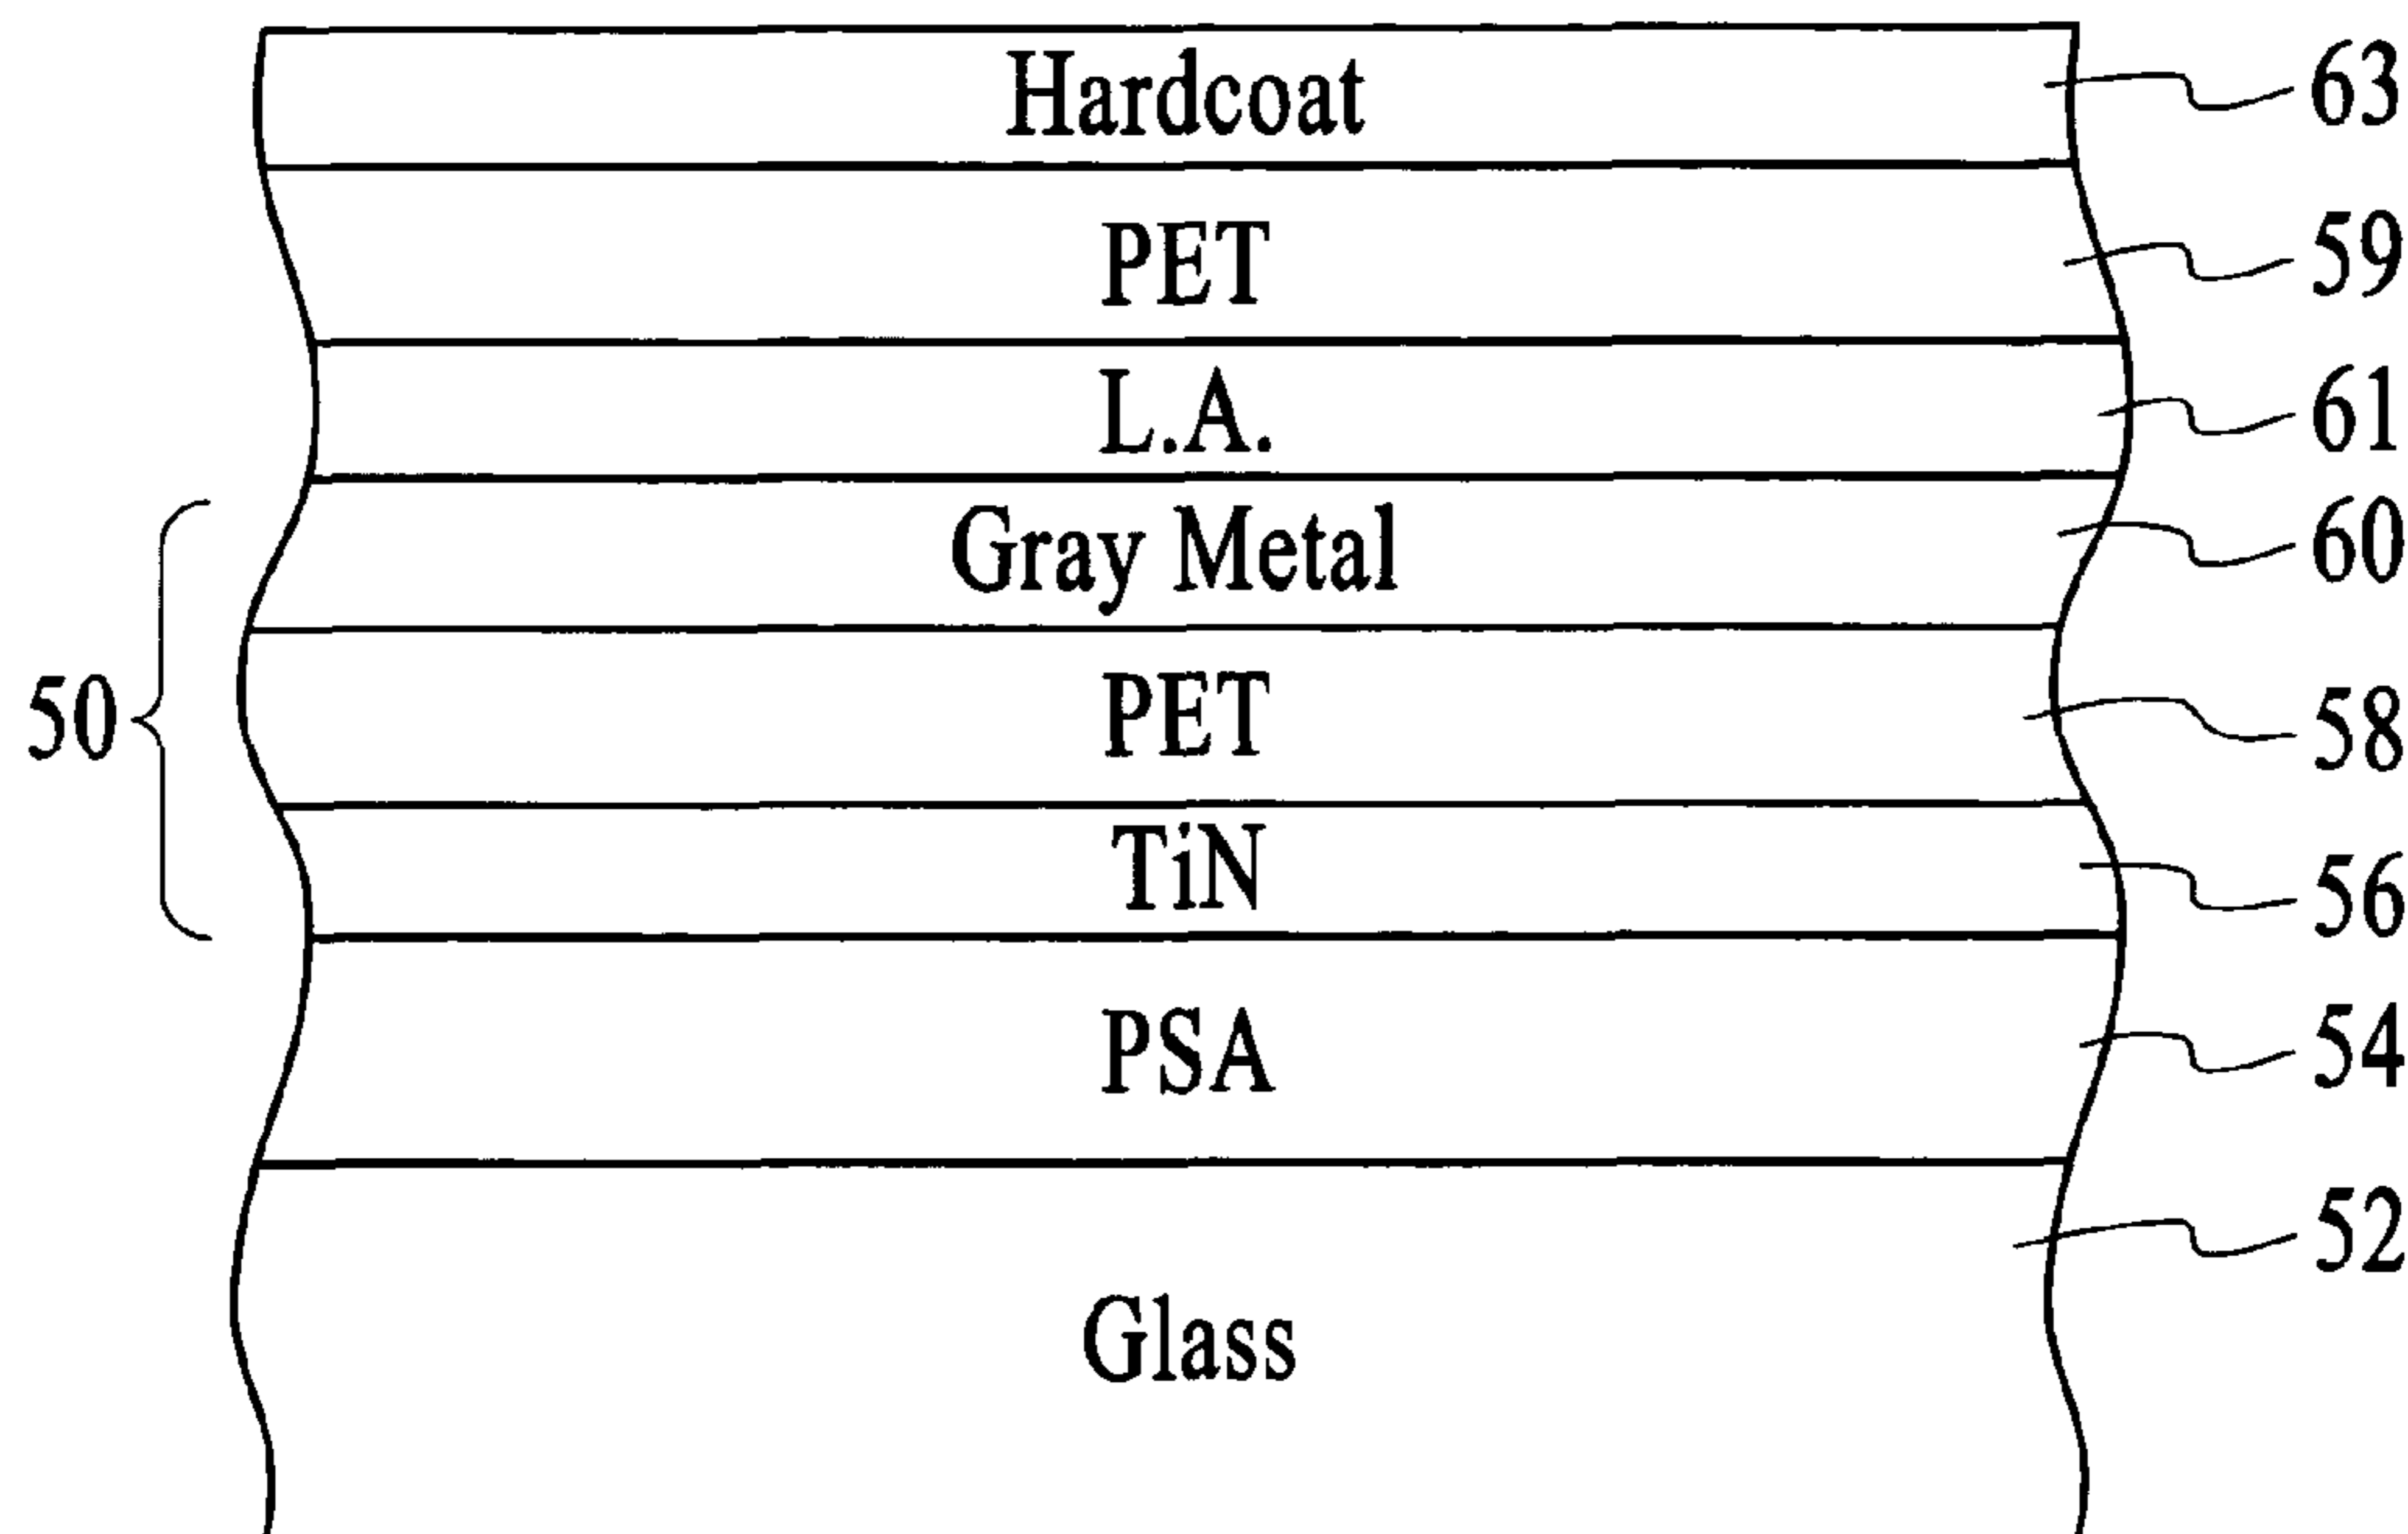 Hardcoat 63
PET 59
L.A. 61
Gray Metal 60
50 PET 58
TiN 56
PSA 54
52
Glass